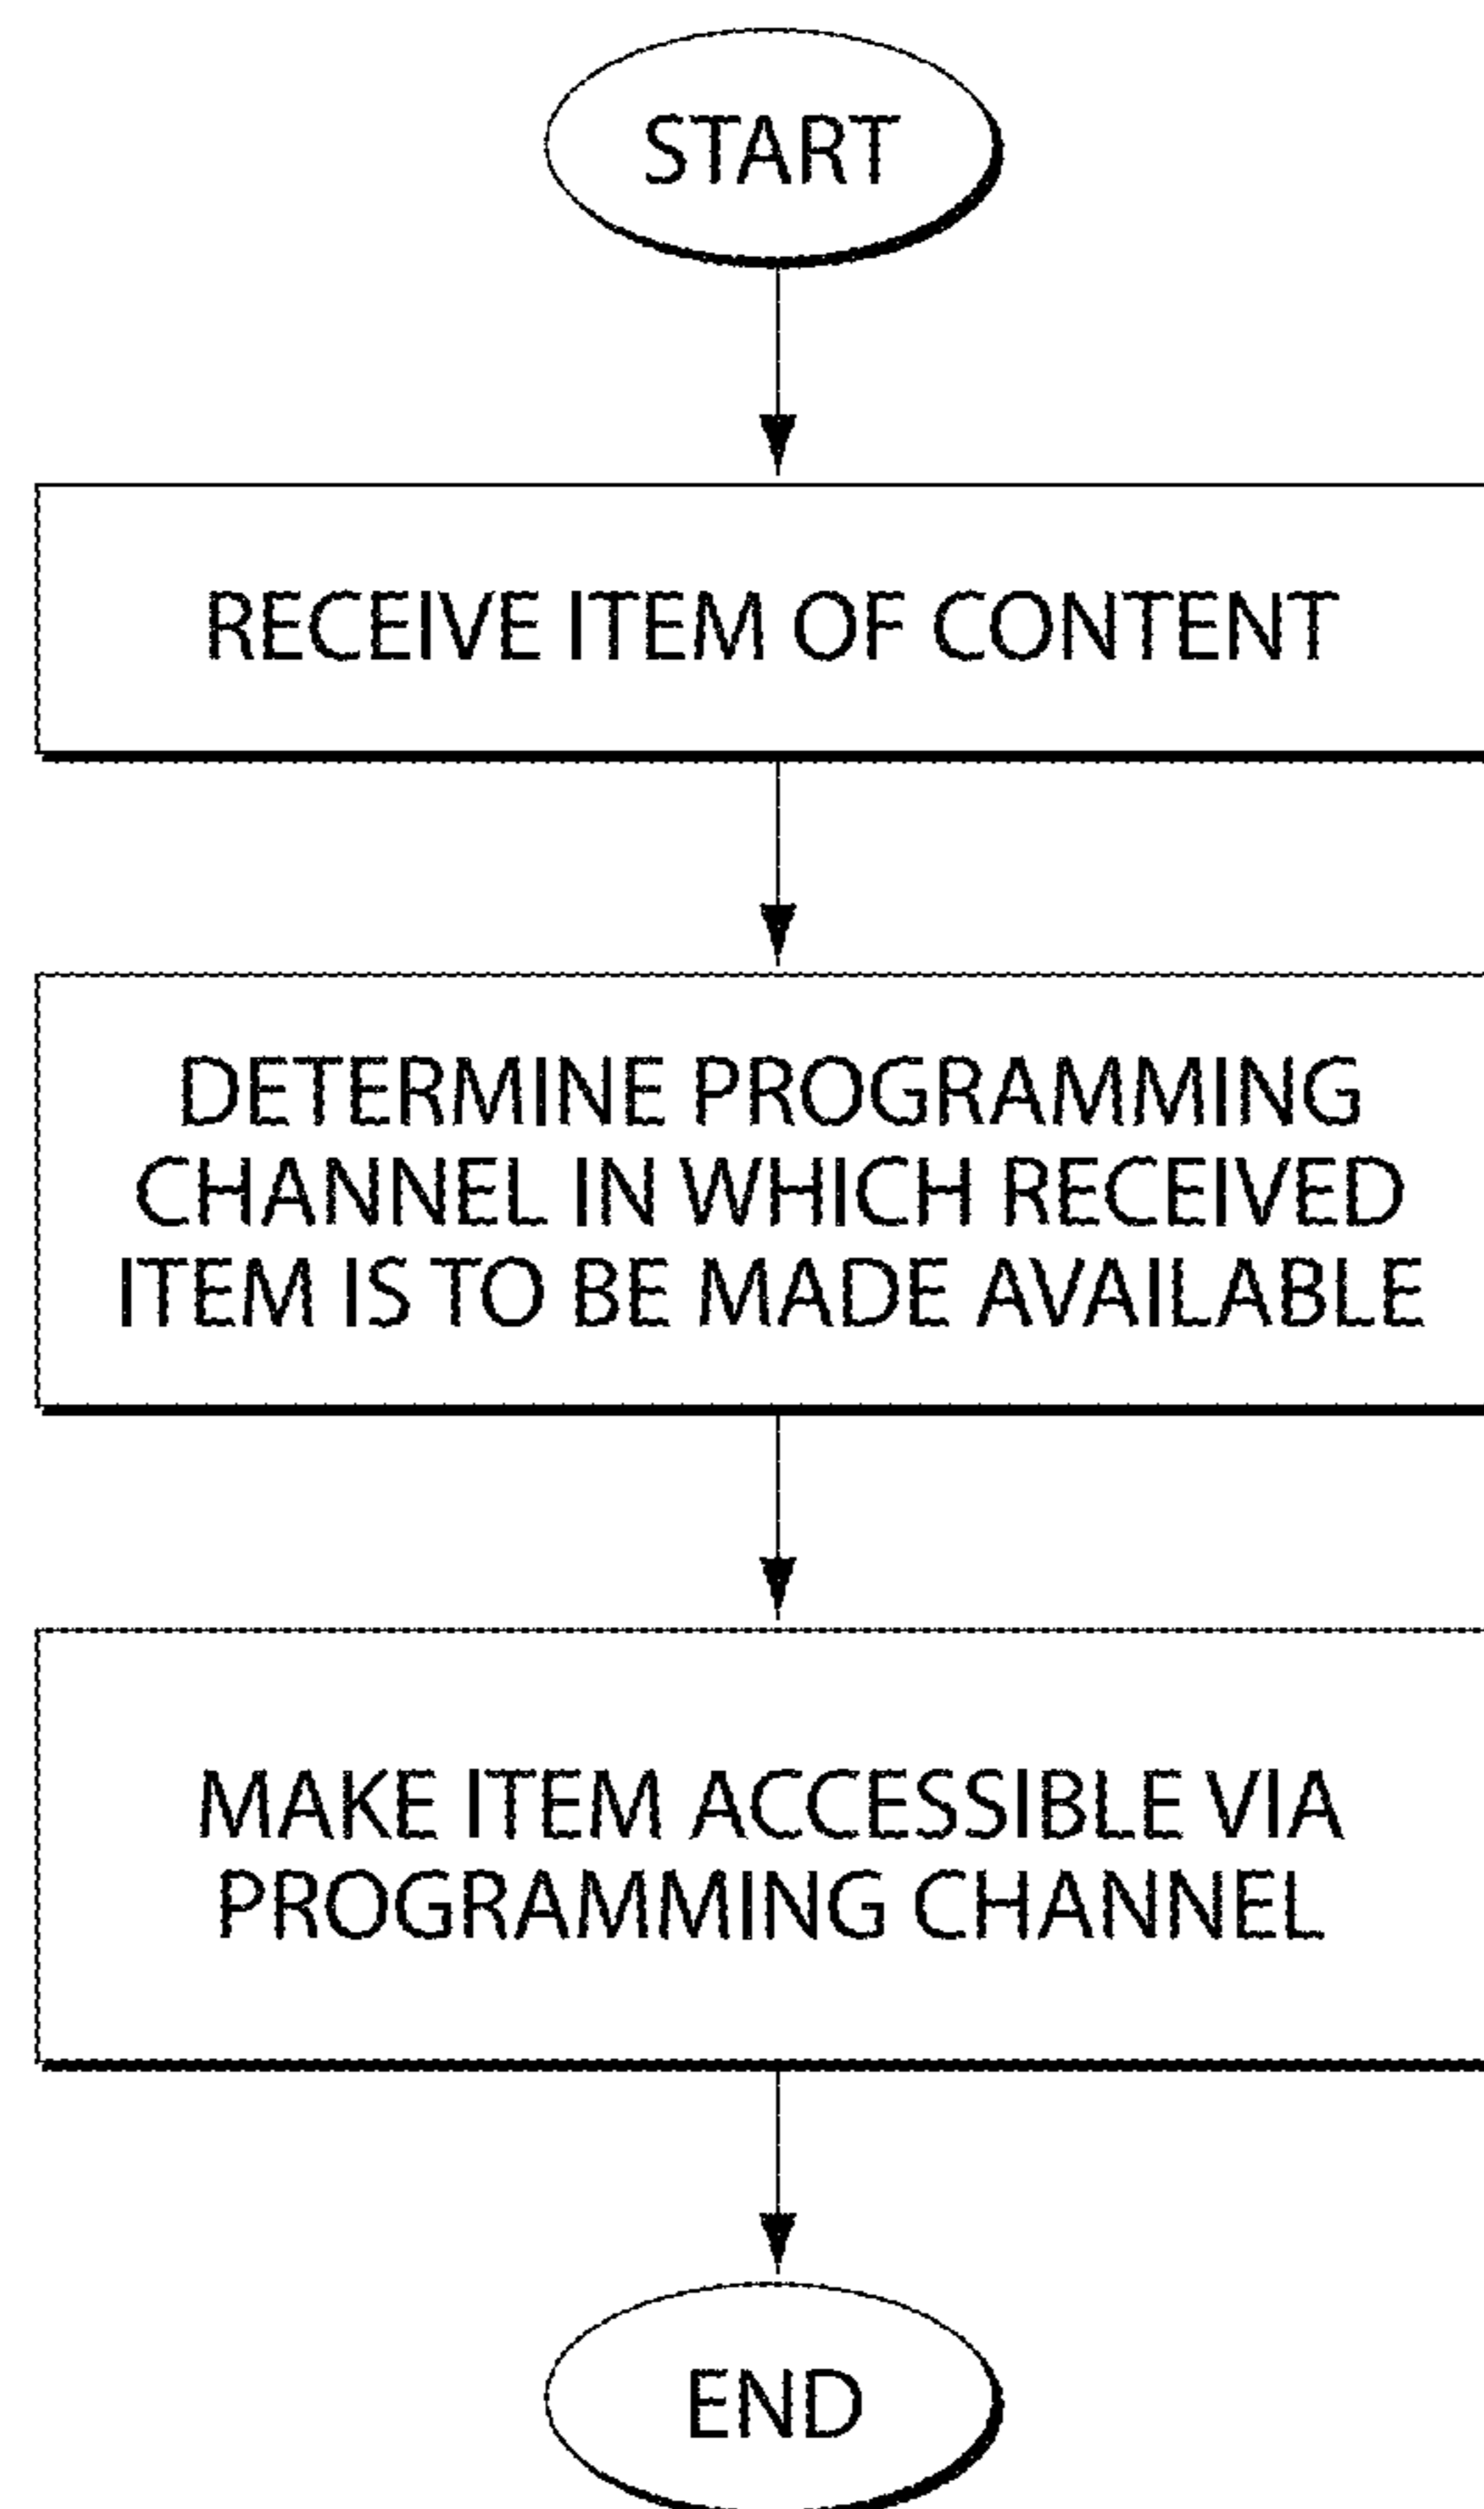 START
RECEIVE ITEM OF CONTENT
DETERMINE PROGRAMMING
CHANNEL IN WHICH RECEIVED
ITEM IS TO BE MADE AVAILABLE
MAKE ITEM ACCESSIBLE VIA
PROGRAMMING CHANNEL
END